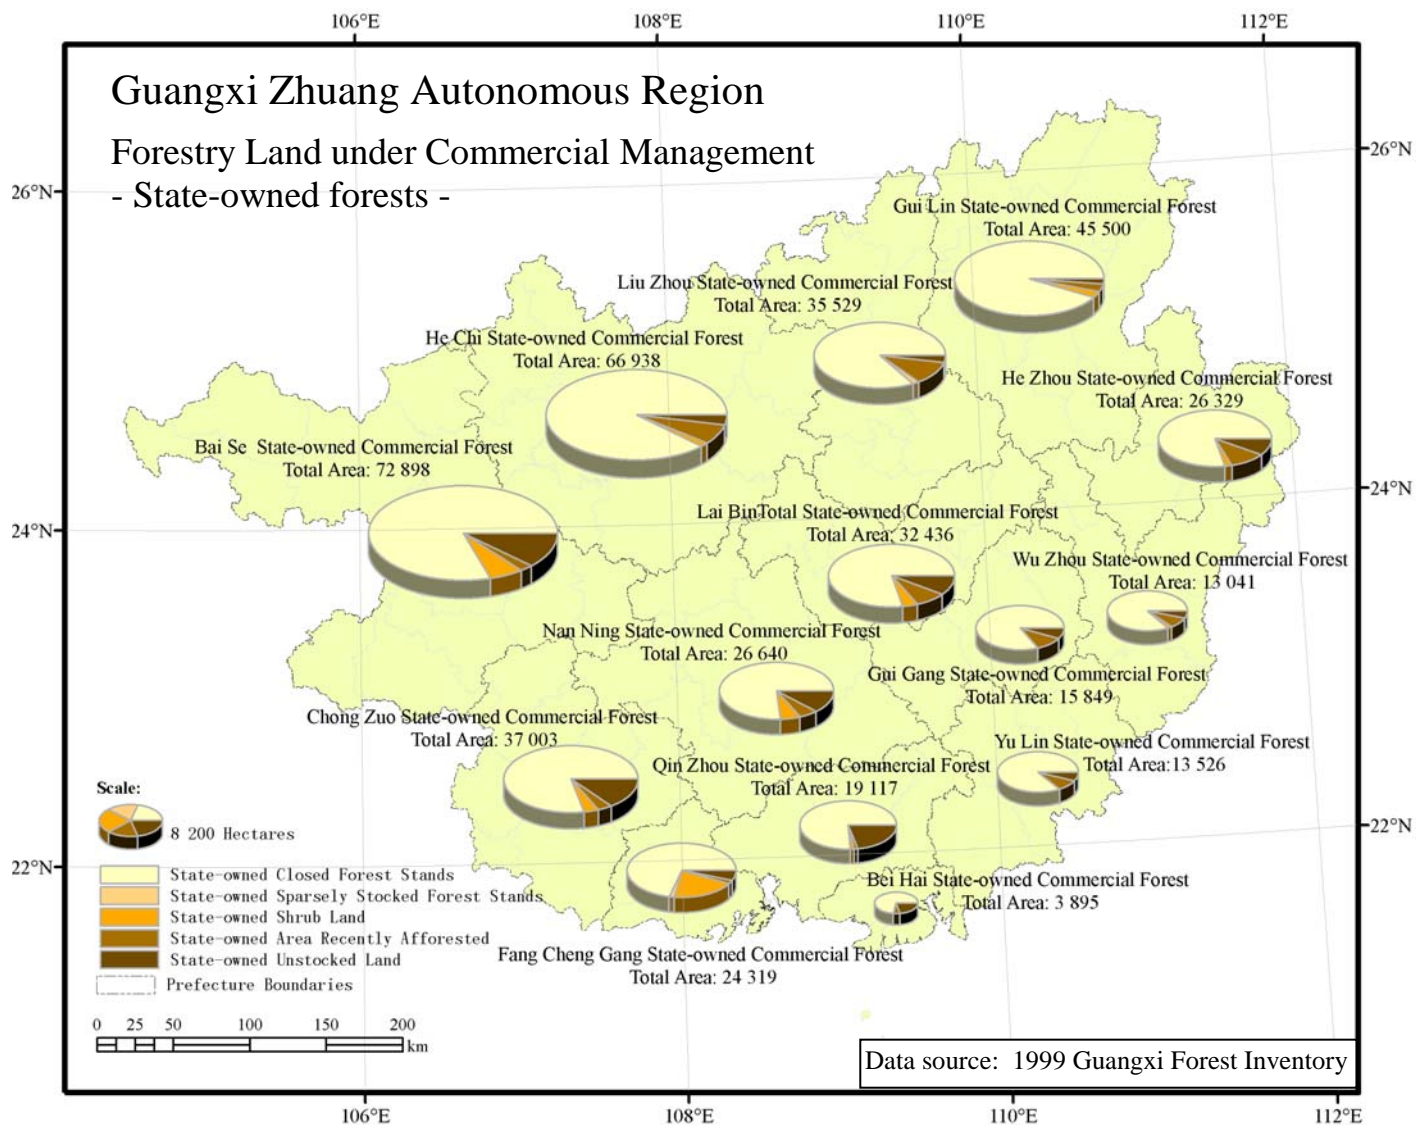 106°E 108°E 110°E 112°E
Guangxi Zhuang Autonomous Region
Forestry Land under Commercial Management
- State-owned forests -
26°N
26°N
Gui Lin State-owned Commercial Forest
Total Area: 45 500
Liu Zhou State-owned Commercial Forest
Total Area: 35 529
He Chi State-owned Commercial Forest
Total Area: 66 938
He Zhou State-owned Commercial Forest
Total Area: 26 329
Bai Se State-owned Commercial Forest
Total Area: 72 898
24°N
24°N
Lai BinTotal State-owned Commercial Forest
Total Area: 32 436
Wu Zhou State-owned Commercial Forest
Total Area: 13 041
Nan Ning State-owned Commercial Forest
Total Area: 26 640
Gui Gang State-owned Commercial Forest
Total Area: 15 849
Chong Zuo State-owned Commercial Forest
Total Area: 37 003
Yu Lin State-owned Commercial Forest
Total Area:13 526
Qin Zhou State-owned Commercial Forest
Total Area: 19 117
22°N
22°N
Bei Hai State-owned Commercial Forest
Total Area: 3 895
Fang Cheng Gang State-owned Commercial Forest
Total Area: 24 319
Scale:
8 200 Hectares
State-owned Closed Forest Stands
State-owned Sparsely Stocked Forest Stands
State-owned Shrub Land
State-owned Area Recently Afforested
State-owned Unstocked Land
Prefecture Boundaries
0 25 50 100 150 200
km
Data source: 1999 Guangxi Forest Inventory
106°E 108°E 110°E 112°E